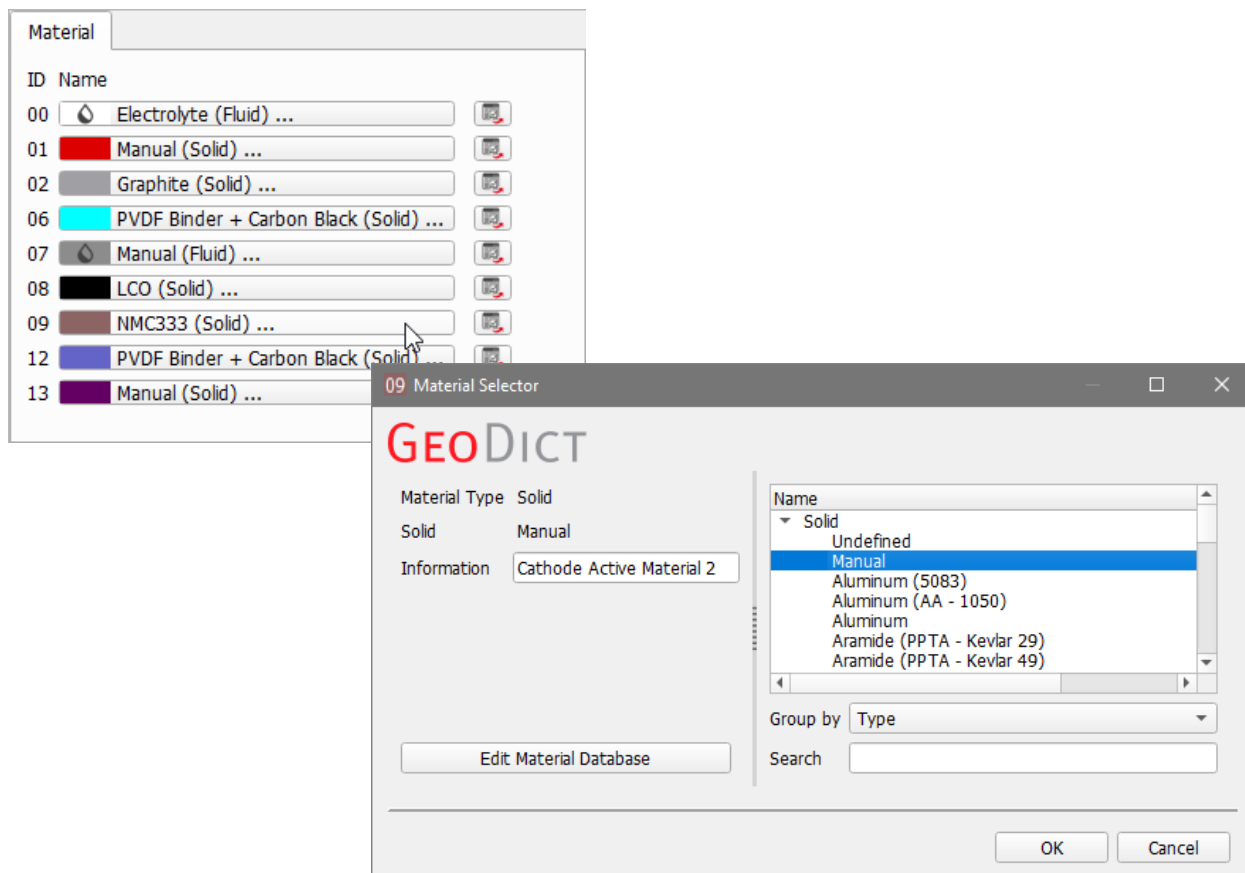 Material
ID Name
00 Electrolyte (Fluid) ...
01 Manual (Solid) ...
02 Graphite (Solid) ...
06 PVDF Binder + Carbon Black (Solid) ...
07 Manual (Fluid) ...
08 LCO (Solid) ...
09 NMC333 (Solid) ...
12 PVDF Binder + Carbon Black (Solid) ...
13 Manual (Solid) ...
09 Material Selector
GEODICT
Material Type Solid
Solid Manual
Information Cathode Active Material 2
Edit Material Database
Name
Solid
Undefined
Manual
Aluminum (5083)
Aluminum (AA - 1050)
Aluminum
Aramide (PPTA - Kevlar 29)
Aramide (PPTA - Kevlar 49)
Group by Type
Search
OK Cancel